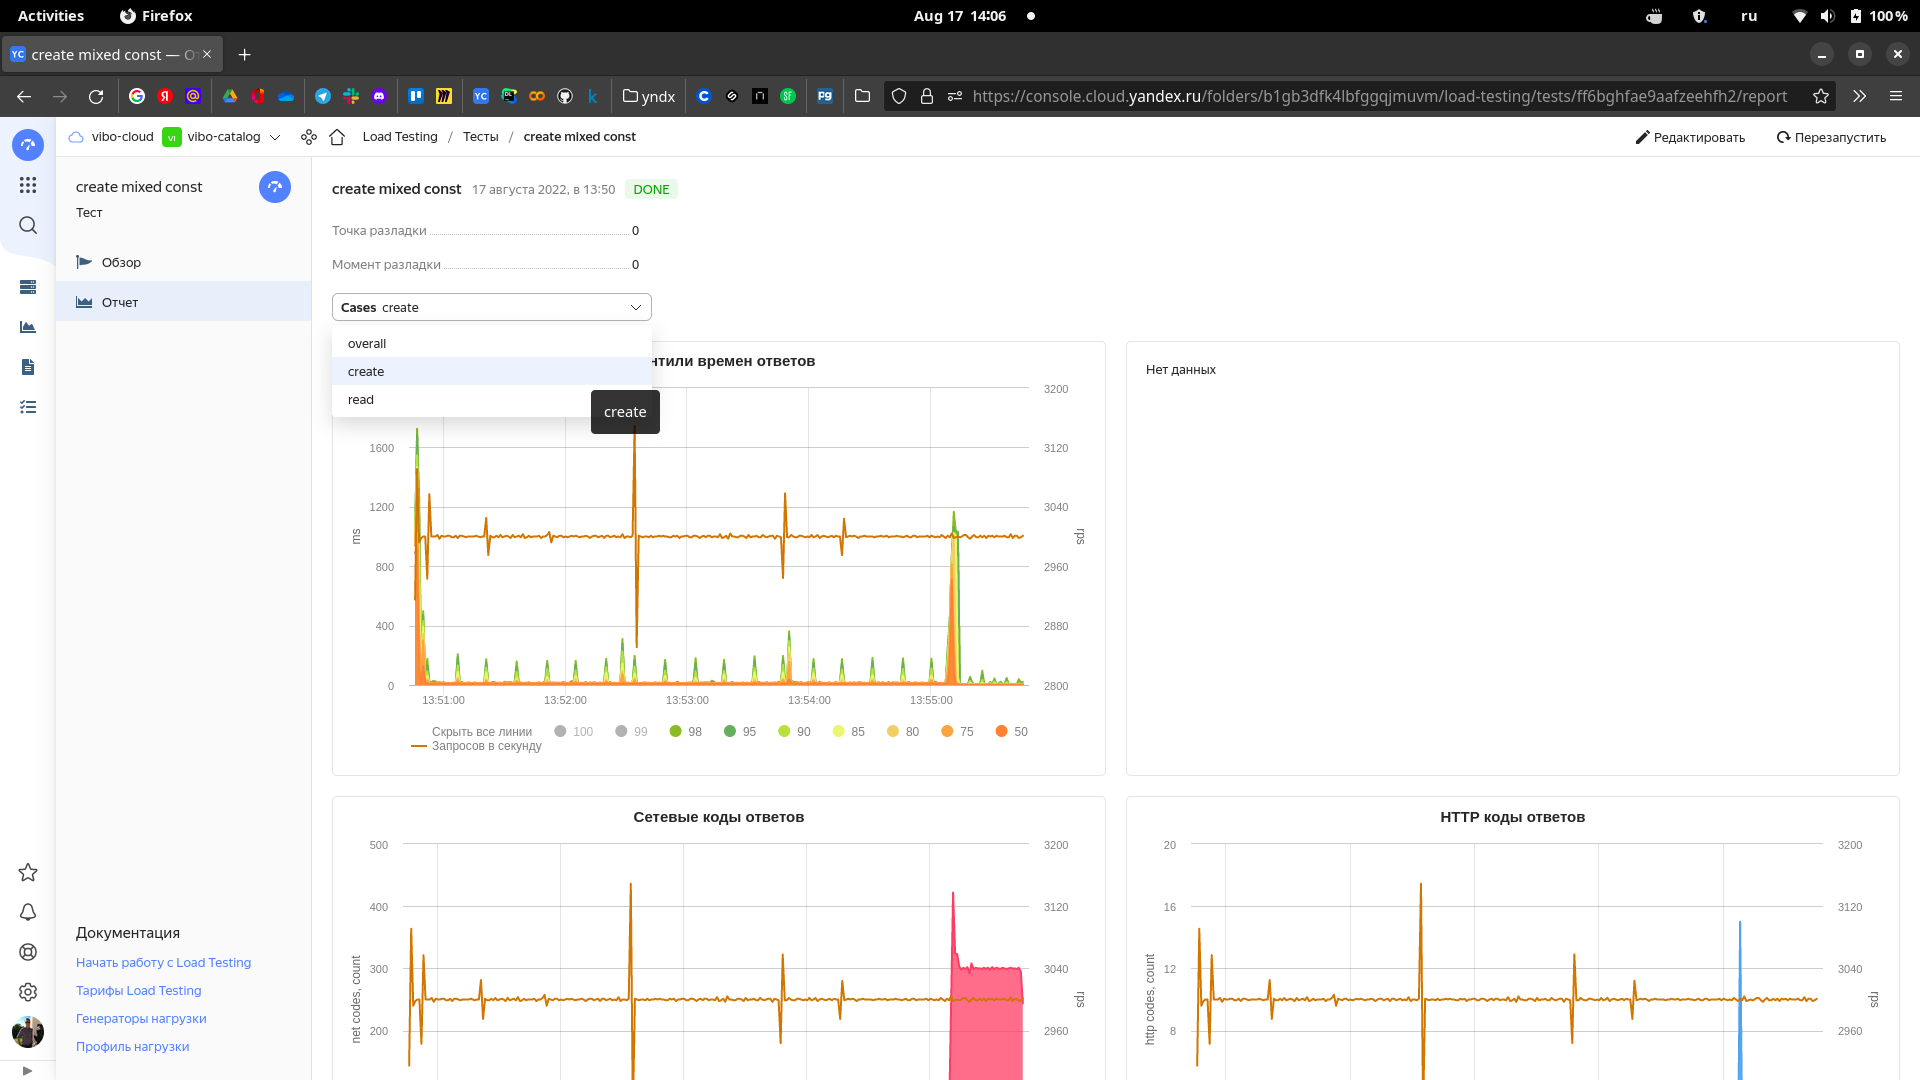 Activities
Firefox
Aug 17 14:06
ru
100 %
create mixed const — О
yndx
https://console.cloud.yandex.ru/folders/b1gb3dfk4lbfggqjmuvm/load-testing/tests/ff6bghfae9aafzeehfh2/report
vibo-cloud
vibo-catalog
Load Testing / Тесты / create mixed const
Редактировать
Перезапустить
create mixed const
Тест
Обзор
Отчет
Документация
Начать работу с Load Testing
Тарифы Load Testing
Генераторы нагрузки
Профиль нагрузки
create mixed const 17 августа 2022, в 13:50 DONE
Точка разладки 0
Момент разладки 0
Cases create
overall
create
read
create
нтили времен ответов
3200
1600 3120
1200 3040
ms rps
800 2960
400 2880
0 2800
13:51:00 13:52:00 13:53:00 13:54:00 13:55:00
Скрыть все линии 100 99 98 95 90 85 80 75 50
Запросов в секунду
Нет данных
Сетевые коды ответов
500 3200
400 3120
300 3040
net codes, count rps
200 2960
HTTP коды ответов
20 3200
16 3120
12 3040
http codes, count rps
8 2960